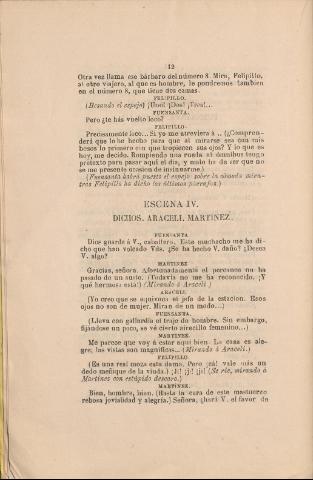 12
Otra vez llama ese bárbaro del número 8. Mira, Felipillo,
al otro viajero, al que es hombre, le pondremos tambien
en el número 8, que tiene dos camas.
FELIPILLO.
(Besando el espejo) ¡Uno! ¡Dos! ¡Tres!...
FUENSANTA.
Pero ¿te has vuelto loco?
FELIPILLO.
Precisamente loco... Si yo me atreviera á.. (¿Compren-
derá que lo he hecho para que al mirarse sea con mis
besos lo primero con que tropiecen sus ojos? Y lo que es
hoy, me decido. Rompiendo una rueda al ómnibus tengo
pretexto para pasar aquí el dia, y malo ha de ser que no
se me presente ocasion de insinuarme.)
(Fuensanta habrá puesto el espejo sobre la cómoda mien-
tras Felipillo ha dicho los últimos párrafos.)
ESCENA IV.
DICHOS. ARACELI. MARTINEZ.
FUENSANTA
Dios guarde á V., caballero. Este muchacho me ha di-
cho que han volcado Vds. ¿Se ha hecho V. daño? ¿Desea
V. algo?
MARTINEZ
Gracias, señora. Afortunadamente el percance no ha
pasado de un susto. (Todavía no me ha reconocido. ¡Y
qué hermosa está!) (Mirando á Araceli.)
ARACELI.
(Yo creo que se equivocó el jefe de la estacion. Esos
ojos no son de mujer. Miran de un modo...)
FUENSANTA.
(Lleva con gallardía el traje de hombre. Sin embargo,
fijándose un poco, se vé cierto airecillo femenino...)
MARTINEZ.
Me parece que voy á estar aquí bien. La casa es ale-
gre, las vistas son magníficas... (Mirando á Araceli.)
FELIPILLO
(Es una real moza esta dama, Pero ¡cá! vale más un
dedo meñique de la viuda.) ¡Ji! ¡ji! ¡ji! (Se rie, mirando á
Martinez con estúpido descaro.)
MARTINEZ.
Bien, hombre, bien. (Hasta la cara de este mastuerzo
rebosa jovialidad y alegría.) Señora, ¿hará V. el favor de